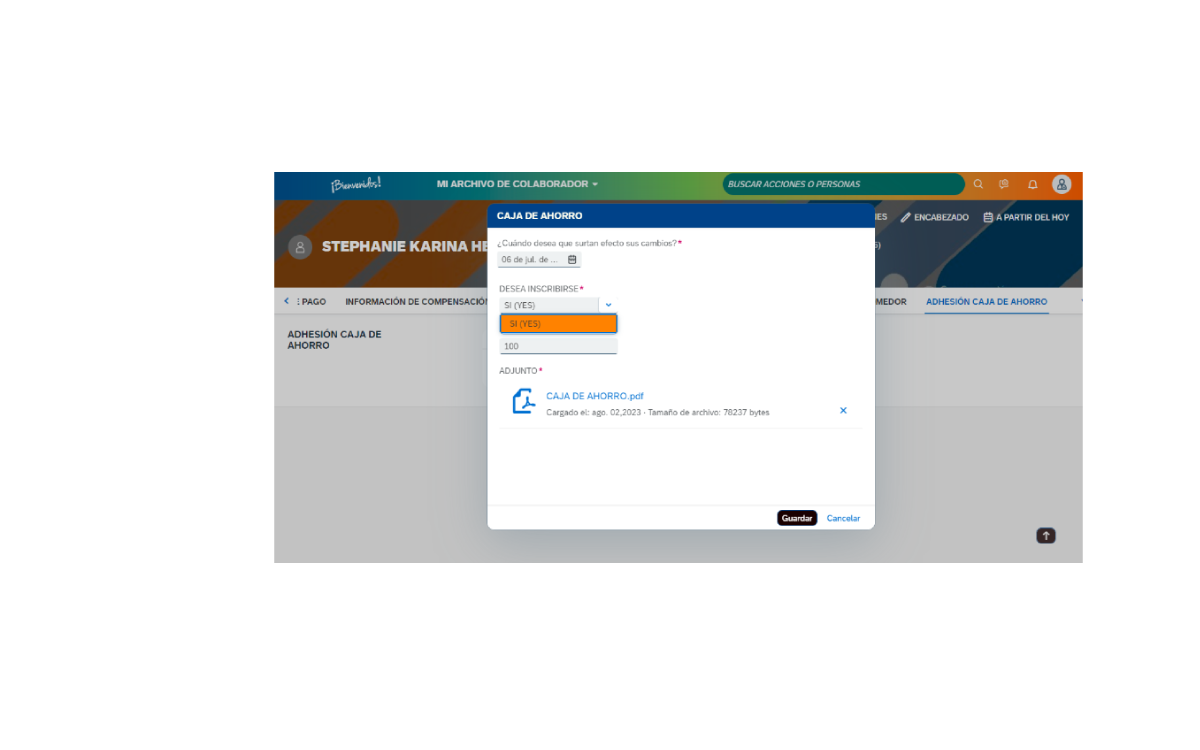 ¡Bienvenidos!
MI ARCHIVO DE COLABORADOR
BUSCAR ACCIONES O PERSONAS
CAJA DE AHORRO
ENCABEZADO
A PARTIR DEL HOY
STEPHANIE KARINA HE
¿Cuándo desea que surtan efecto sus cambios?*
06 de jul. de ...
DESEA INSCRIBIRSE*
PAGO
INFORMACIÓN DE COMPENSACIÓN
SI (YES)
MEDOR
ADHESIÓN CAJA DE AHORRO
SI (YES)
ADHESIÓN CAJA DE
AHORRO
100
ADJUNTO*
CAJA DE AHORRO.pdf
Cargado el: ago. 02,2023 · Tamaño de archivo: 78237 bytes
Guardar
Cancelar